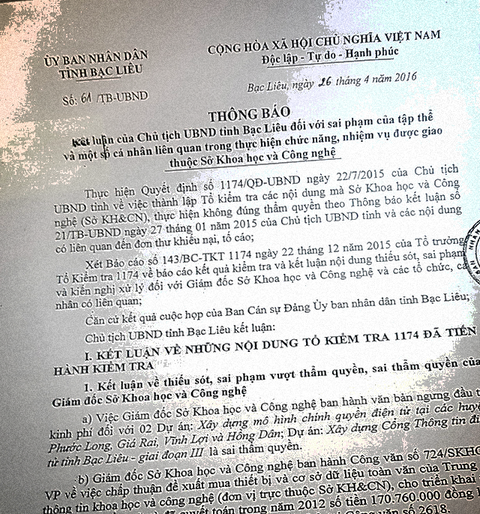 ỦY BAN NHÂN DÂN
TỈNH BẠC LIÊU
Số: 61 /TB-UBND
CỘNG HÒA XÃ HỘI CHỦ NGHĨA VIỆT NAM
Độc lập - Tự do - Hạnh phúc
Bạc Liêu, ngày 26 tháng 4 năm 2016
THÔNG BÁO
Kết luận của Chủ tịch UBND tỉnh Bạc Liêu đối với sai phạm của tập thể
và một số cá nhân liên quan trong thực hiện chức năng, nhiệm vụ được giao
thuộc Sở Khoa học và Công nghệ
Thực hiện Quyết định số 1174/QĐ-UBND ngày 22/7/2015 của Chủ tịch
UBND tỉnh về việc thành lập Tổ kiểm tra các nội dung mà Sở Khoa học và Công
nghệ (Sở KH&CN), thực hiện không đúng thẩm quyền theo Thông báo kết luận số
21/TB-UBND ngày 27 tháng 01 năm 2015 của Chủ tịch UBND tỉnh và các nội dung
có liên quan đến đơn thư khiếu nại, tố cáo;
Xét Báo cáo số 143/BC-TKT 1174 ngày 22 tháng 12 năm 2015 của Tổ trưởng
Tổ Kiểm tra 1174 về báo cáo kết quả kiểm tra và kết luận nội dung thiếu sót, sai phạm
và kiến nghị xử lý đối với Giám đốc Sở Khoa học và Công nghệ và các tổ chức, cá
nhân có liên quan;
Căn cứ kết quả cuộc họp của Ban Cán sự Đảng Ủy ban nhân dân tỉnh Bạc Liêu;
Chủ tịch UBND tỉnh Bạc Liêu kết luận:
I. KẾT LUẬN VỀ NHỮNG NỘI DUNG TỔ KIỂM TRA 1174 ĐÃ TIẾN
HÀNH KIỂM TRA
1. Kết luận về thiếu sót, sai phạm vượt thẩm quyền, sai thẩm quyền của
Giám đốc Sở Khoa học và Công nghệ
a) Việc Giám đốc Sở Khoa học và Công nghệ ban hành văn bản ngưng đầu
kinh phí đối với 02 Dự án: Xây dựng mô hình chính quyền điện tử tại các huyện
Phước Long, Giá Rai, Vĩnh Lợi và Hồng Dân; Dự án: Xây dựng Cổng Thông tin
tử tỉnh Bạc Liêu - giai đoạn III là sai thẩm quyền.
b) Giám đốc Sở Khoa học và Công nghệ ban hành Công văn số 724/SKHC
VP về việc chấp thuận đề xuất mua thiết bị và cơ sở dữ liệu toàn văn của Trung
thông tin khoa học và công nghệ (đơn vị trực thuộc Sở KH&CN), cho triển khai
quyết toán trong năm 2012 số tiền 170.760.000 đồng
Công văn số 2618.